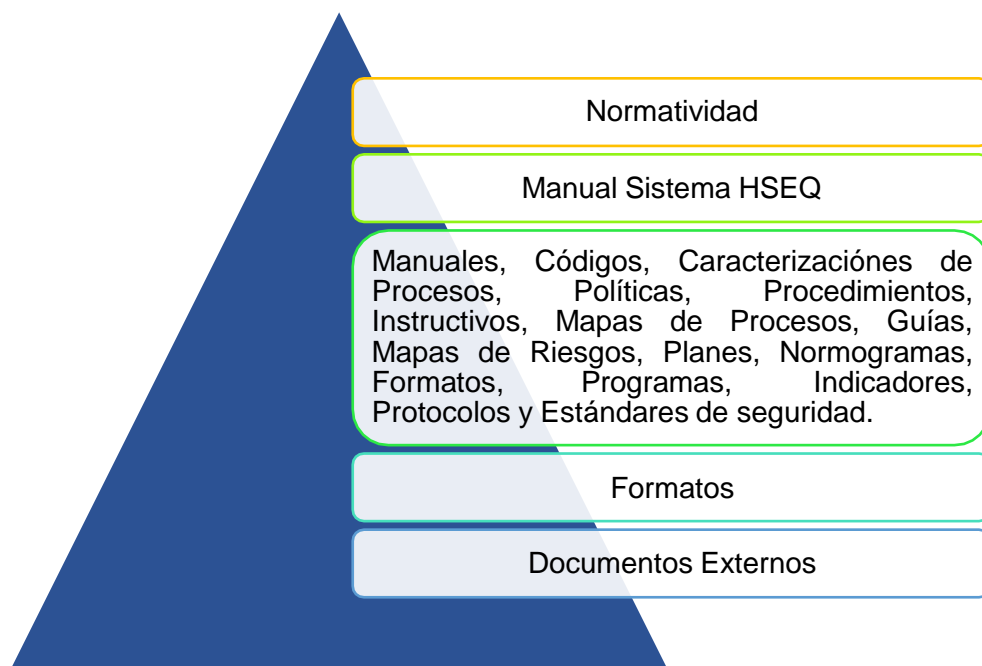 Normatividad
Manual Sistema HSEQ
Manuales, Códigos, Caracterizaciónes de
Procesos, Políticas, Procedimientos,
Instructivos, Mapas de Procesos, Guías,
Mapas de Riesgos, Planes, Normogramas,
Formatos, Programas, Indicadores,
Protocolos y Estándares de seguridad.
Formatos
Documentos Externos